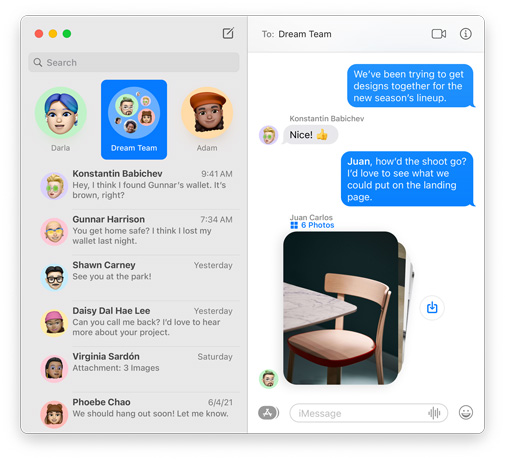 Search
Darla
Dream Team
Adam
Konstantin Babichev 9:41 AM
Hey, I think I found Gunnar's wallet. It's
brown, right?
Gunnar Harrison 7:34 AM
You get home safe? I think I lost my
wallet last night.
Shawn Carney Yesterday
See you at the park!
Daisy Dal Hae Lee Yesterday
Can you call me back? I'd love to hear
more about your project.
Virginia Sardón Saturday
Attachment: 3 Images
Phoebe Chao 6/4/21
We should hang out soon! Let me know.
To: Dream Team
We've been trying to get
designs together for the
new season's lineup.
Konstantin Babichev
Nice! 👍
Juan, how'd the shoot go?
I'd love to see what we
could put on the landing
page.
Juan Carlos
6 Photos
iMessage